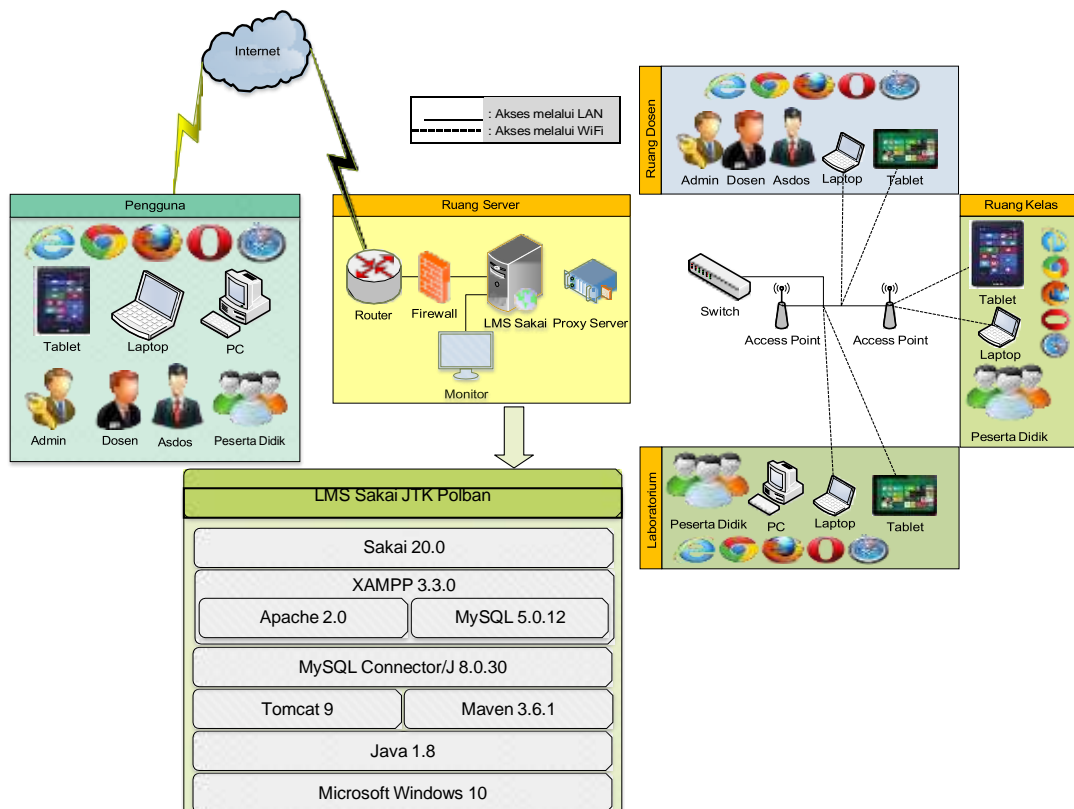 Internet
: Akses melalui LAN
: Akses melalui WiFi
Pengguna
Tablet
Laptop
PC
Admin
Dosen
Asdos
Peserta Didik
Ruang Server
Router
Firewall
LMS Sakai
Proxy Server
Monitor
Ruang Dosen
Admin
Dosen
Asdos
Laptop
Tablet
Switch
Access Point
Access Point
Ruang Kelas
Tablet
Laptop
Peserta Didik
Laboratorium
Peserta Didik
PC
Laptop
Tablet
LMS Sakai JTK Polban
Sakai 20.0
XAMPP 3.3.0
Apache 2.0
MySQL 5.0.12
MySQL Connector/J 8.0.30
Tomcat 9
Maven 3.6.1
Java 1.8
Microsoft Windows 10